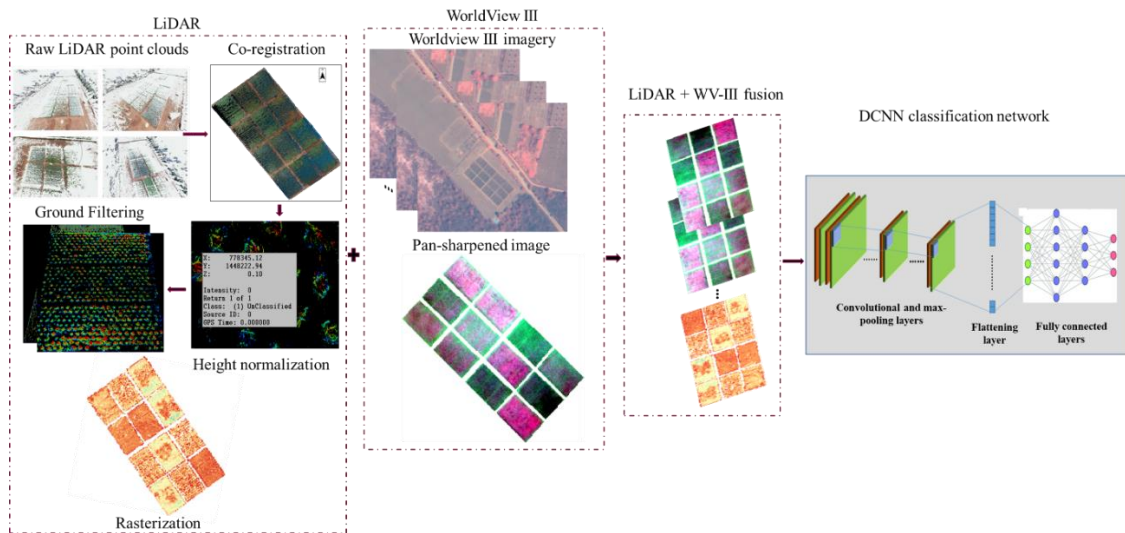 LiDAR
Raw LiDAR point clouds
Co-registration
Ground Filtering
X: 778345.12
Y: 1448222.94
Z: 0.10
Intensity: 0
Return 1 of 1
Class: (1) UnClassified
Source ID: 0
GPS Time: 0.000000
Height normalization
Rasterization
WorldView III
Worldview III imagery
Pan-sharpened image
LiDAR + WV-III fusion
DCNN classification network
Convolutional and max-
pooling layers
Flattening
layer
Fully connected
layers